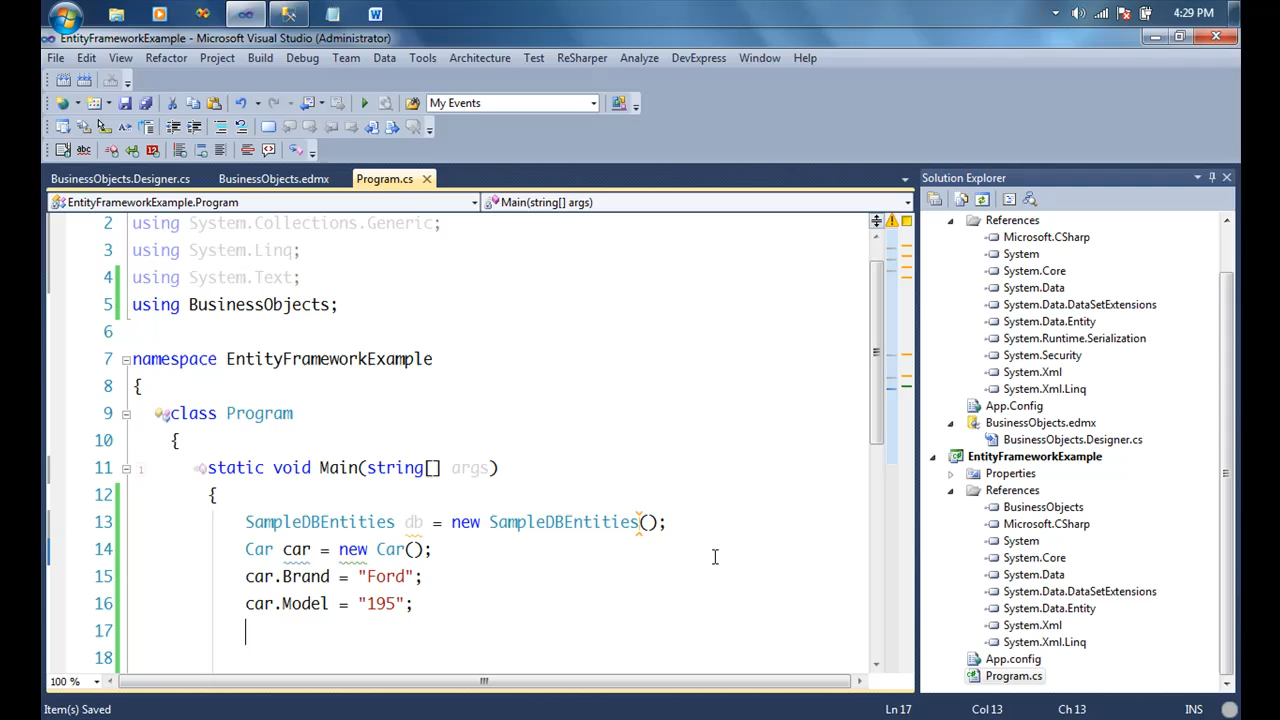 4:29 PM
EntityFrameworkExample - Microsoft Visual Studio (Administrator)
File Edit View Refactor Project Build Debug Team Data Tools Architecture Test ReSharper Analyze DevExpress Window Help
My Events
BusinessObjects.Designer.cs BusinessObjects.edmx Program.cs
EntityFrameworkExample.Program Main(string[] args)
2 using System.Collections.Generic;
3 using System.Linq;
4 using System.Text;
5 using BusinessObjects;
6
7 namespace EntityFrameworkExample
8 {
9 class Program
10 {
11 static void Main(string[] args)
12 {
13 SampleDBEntities db = new SampleDBEntities();
14 Car car = new Car();
15 car.Brand = "Ford";
16 car.Model = "195";
17
18
100 %
Solution Explorer
References
Microsoft.CSharp
System
System.Core
System.Data
System.Data.DataSetExtensions
System.Data.Entity
System.Runtime.Serialization
System.Security
System.Xml
System.Xml.Linq
App.Config
BusinessObjects.edmx
BusinessObjects.Designer.cs
EntityFrameworkExample
Properties
References
BusinessObjects
Microsoft.CSharp
System
System.Core
System.Data
System.Data.DataSetExtensions
System.Data.Entity
System.Xml
System.Xml.Linq
App.config
Program.cs
Item(s) Saved Ln 17 Col 13 Ch 13 INS